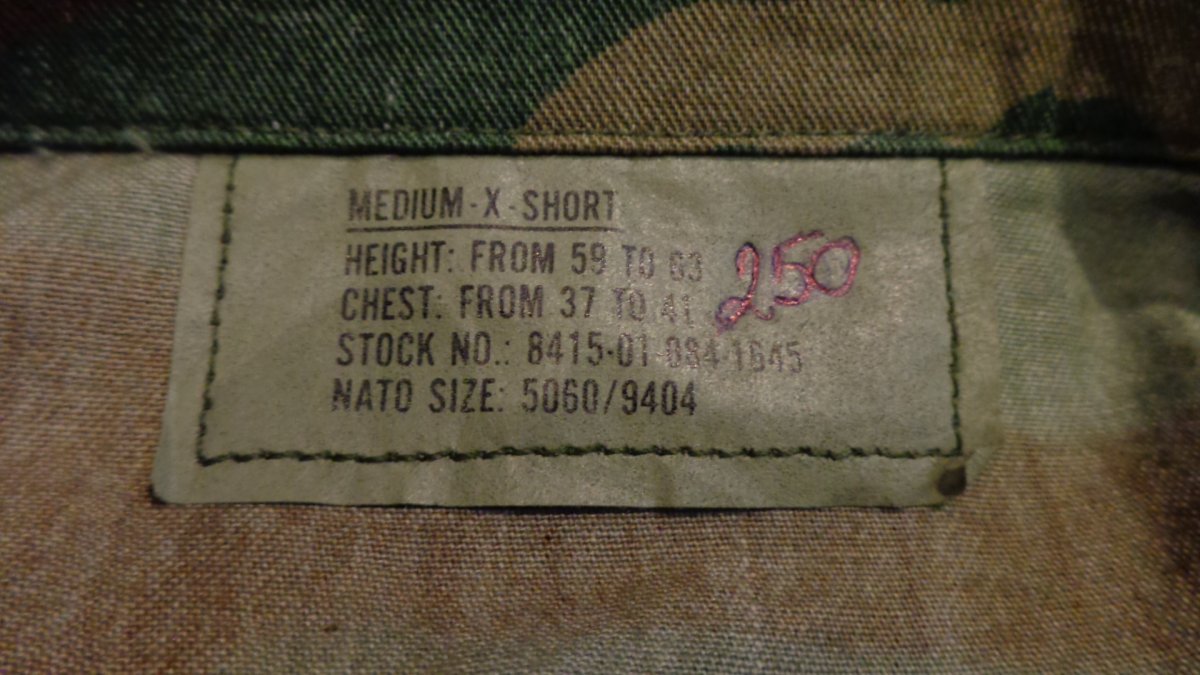 MEDIUM-X-SHORT
HEIGHT: FROM 59 TO 63
CHEST: FROM 37 TO 41
250
STOCK NO.: 8415-01-084-1645
NATO SIZE: 5060/9404